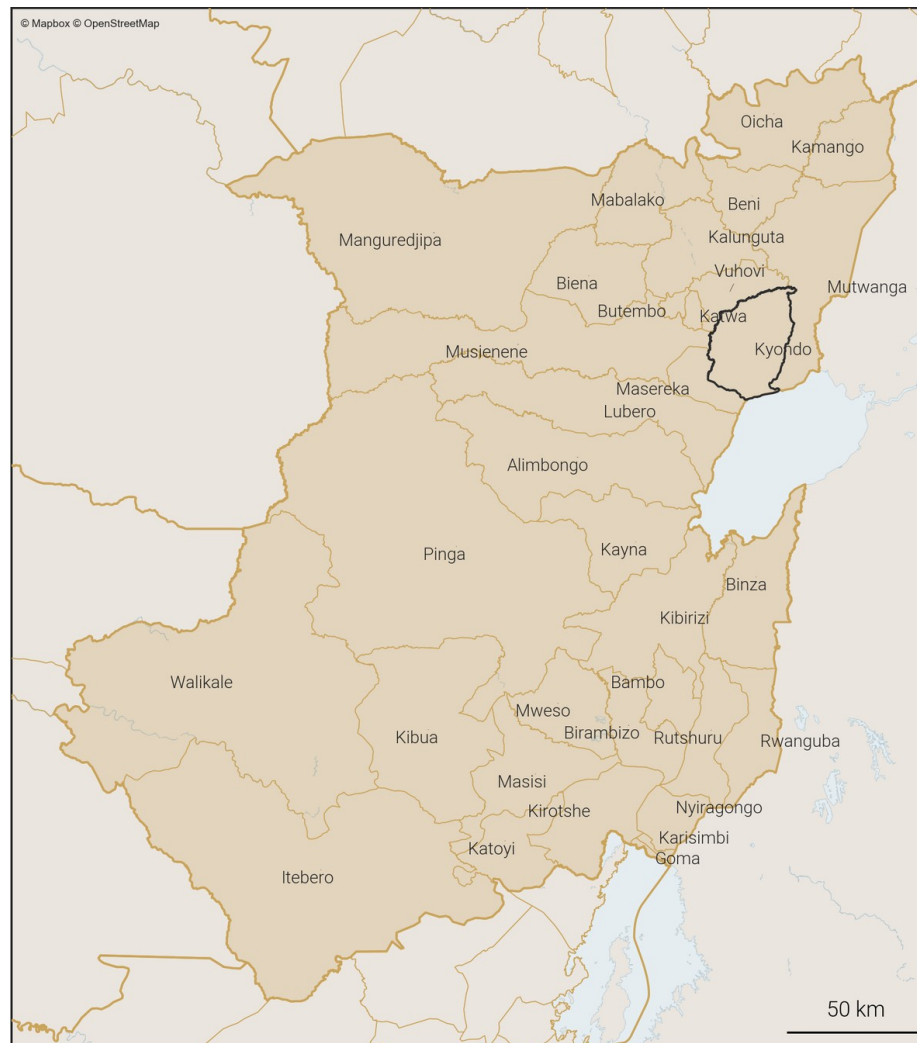 © Mapbox © OpenStreetMap
Oicha
Kamango
Mabalako
Beni
Manguredjipa
Kalunguta
Vuhovi
Biena
Mutwanga
Butembo
Katwa
Musienene
Kyondo
Masereka
Lubero
Alimbongo
Pinga
Kayna
Binza
Kibirizi
Walikale
Bambo
Mweso
Birambizo
Kibua
Rutshuru
Rwanguba
Masisi
Kirotshe
Nyiragongo
Karisimbi
Katoyi
Goma
Itebero
50 km